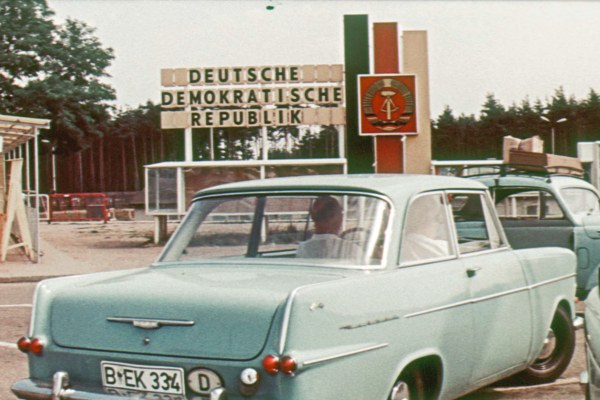 DEUTSCHE
DEMOKRATISCHE
REPUBLIK
B EK 334
D